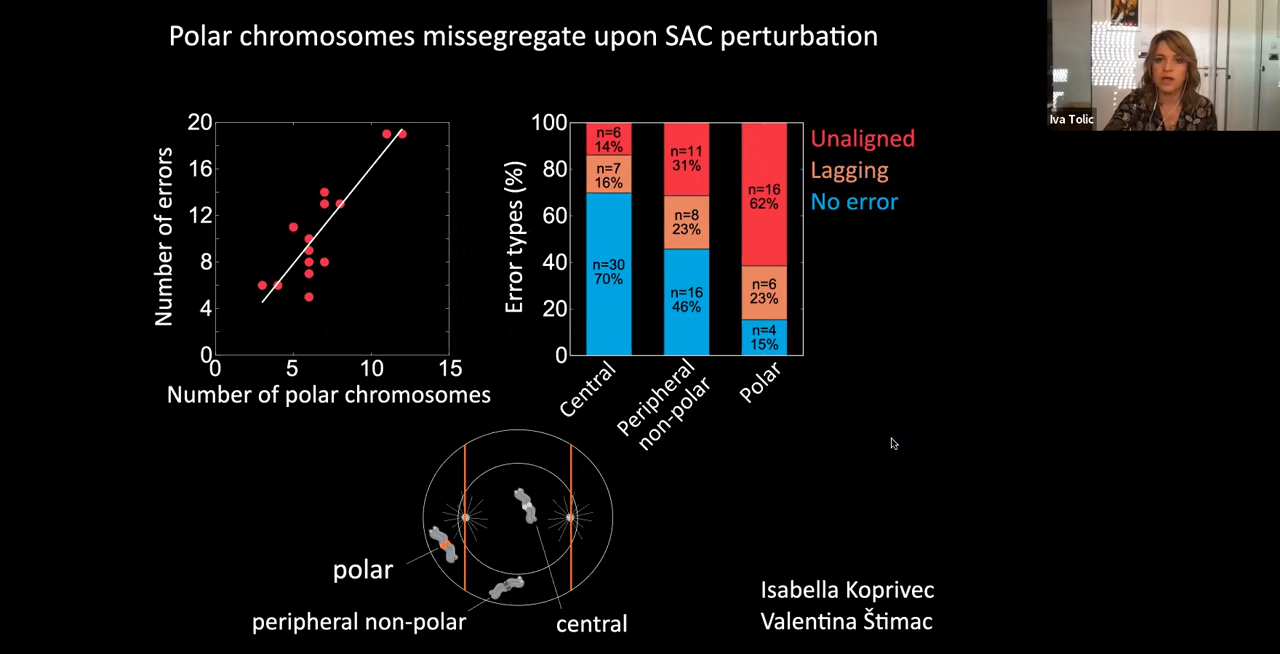 Polar chromosomes missegregate upon SAC perturbation
Iva Tolic
Number of errors
20
16
12
8
4
0
0
5
10
15
Number of polar chromosomes
Error types (%)
100
80
60
40
20
0
n=6
14%
n=7
16%
n=30
70%
n=11
31%
n=8
23%
n=16
46%
n=16
62%
n=6
23%
n=4
15%
Central
Peripheral
non-polar
Polar
Unaligned
Lagging
No error
polar
peripheral non-polar
central
Isabella Koprivec
Valentina Štimac